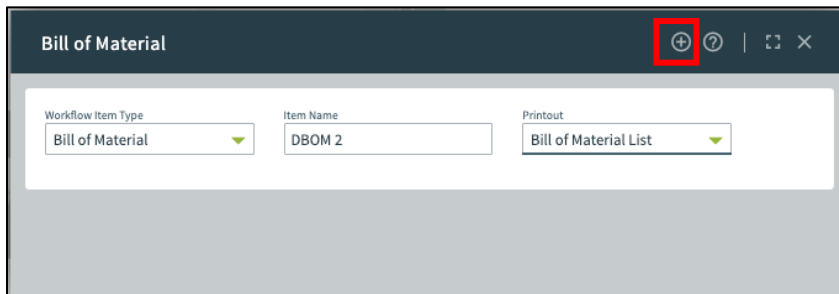 Bill of Material
Workflow Item Type
Item Name
Printout
Bill of Material
DBOM 2
Bill of Material List